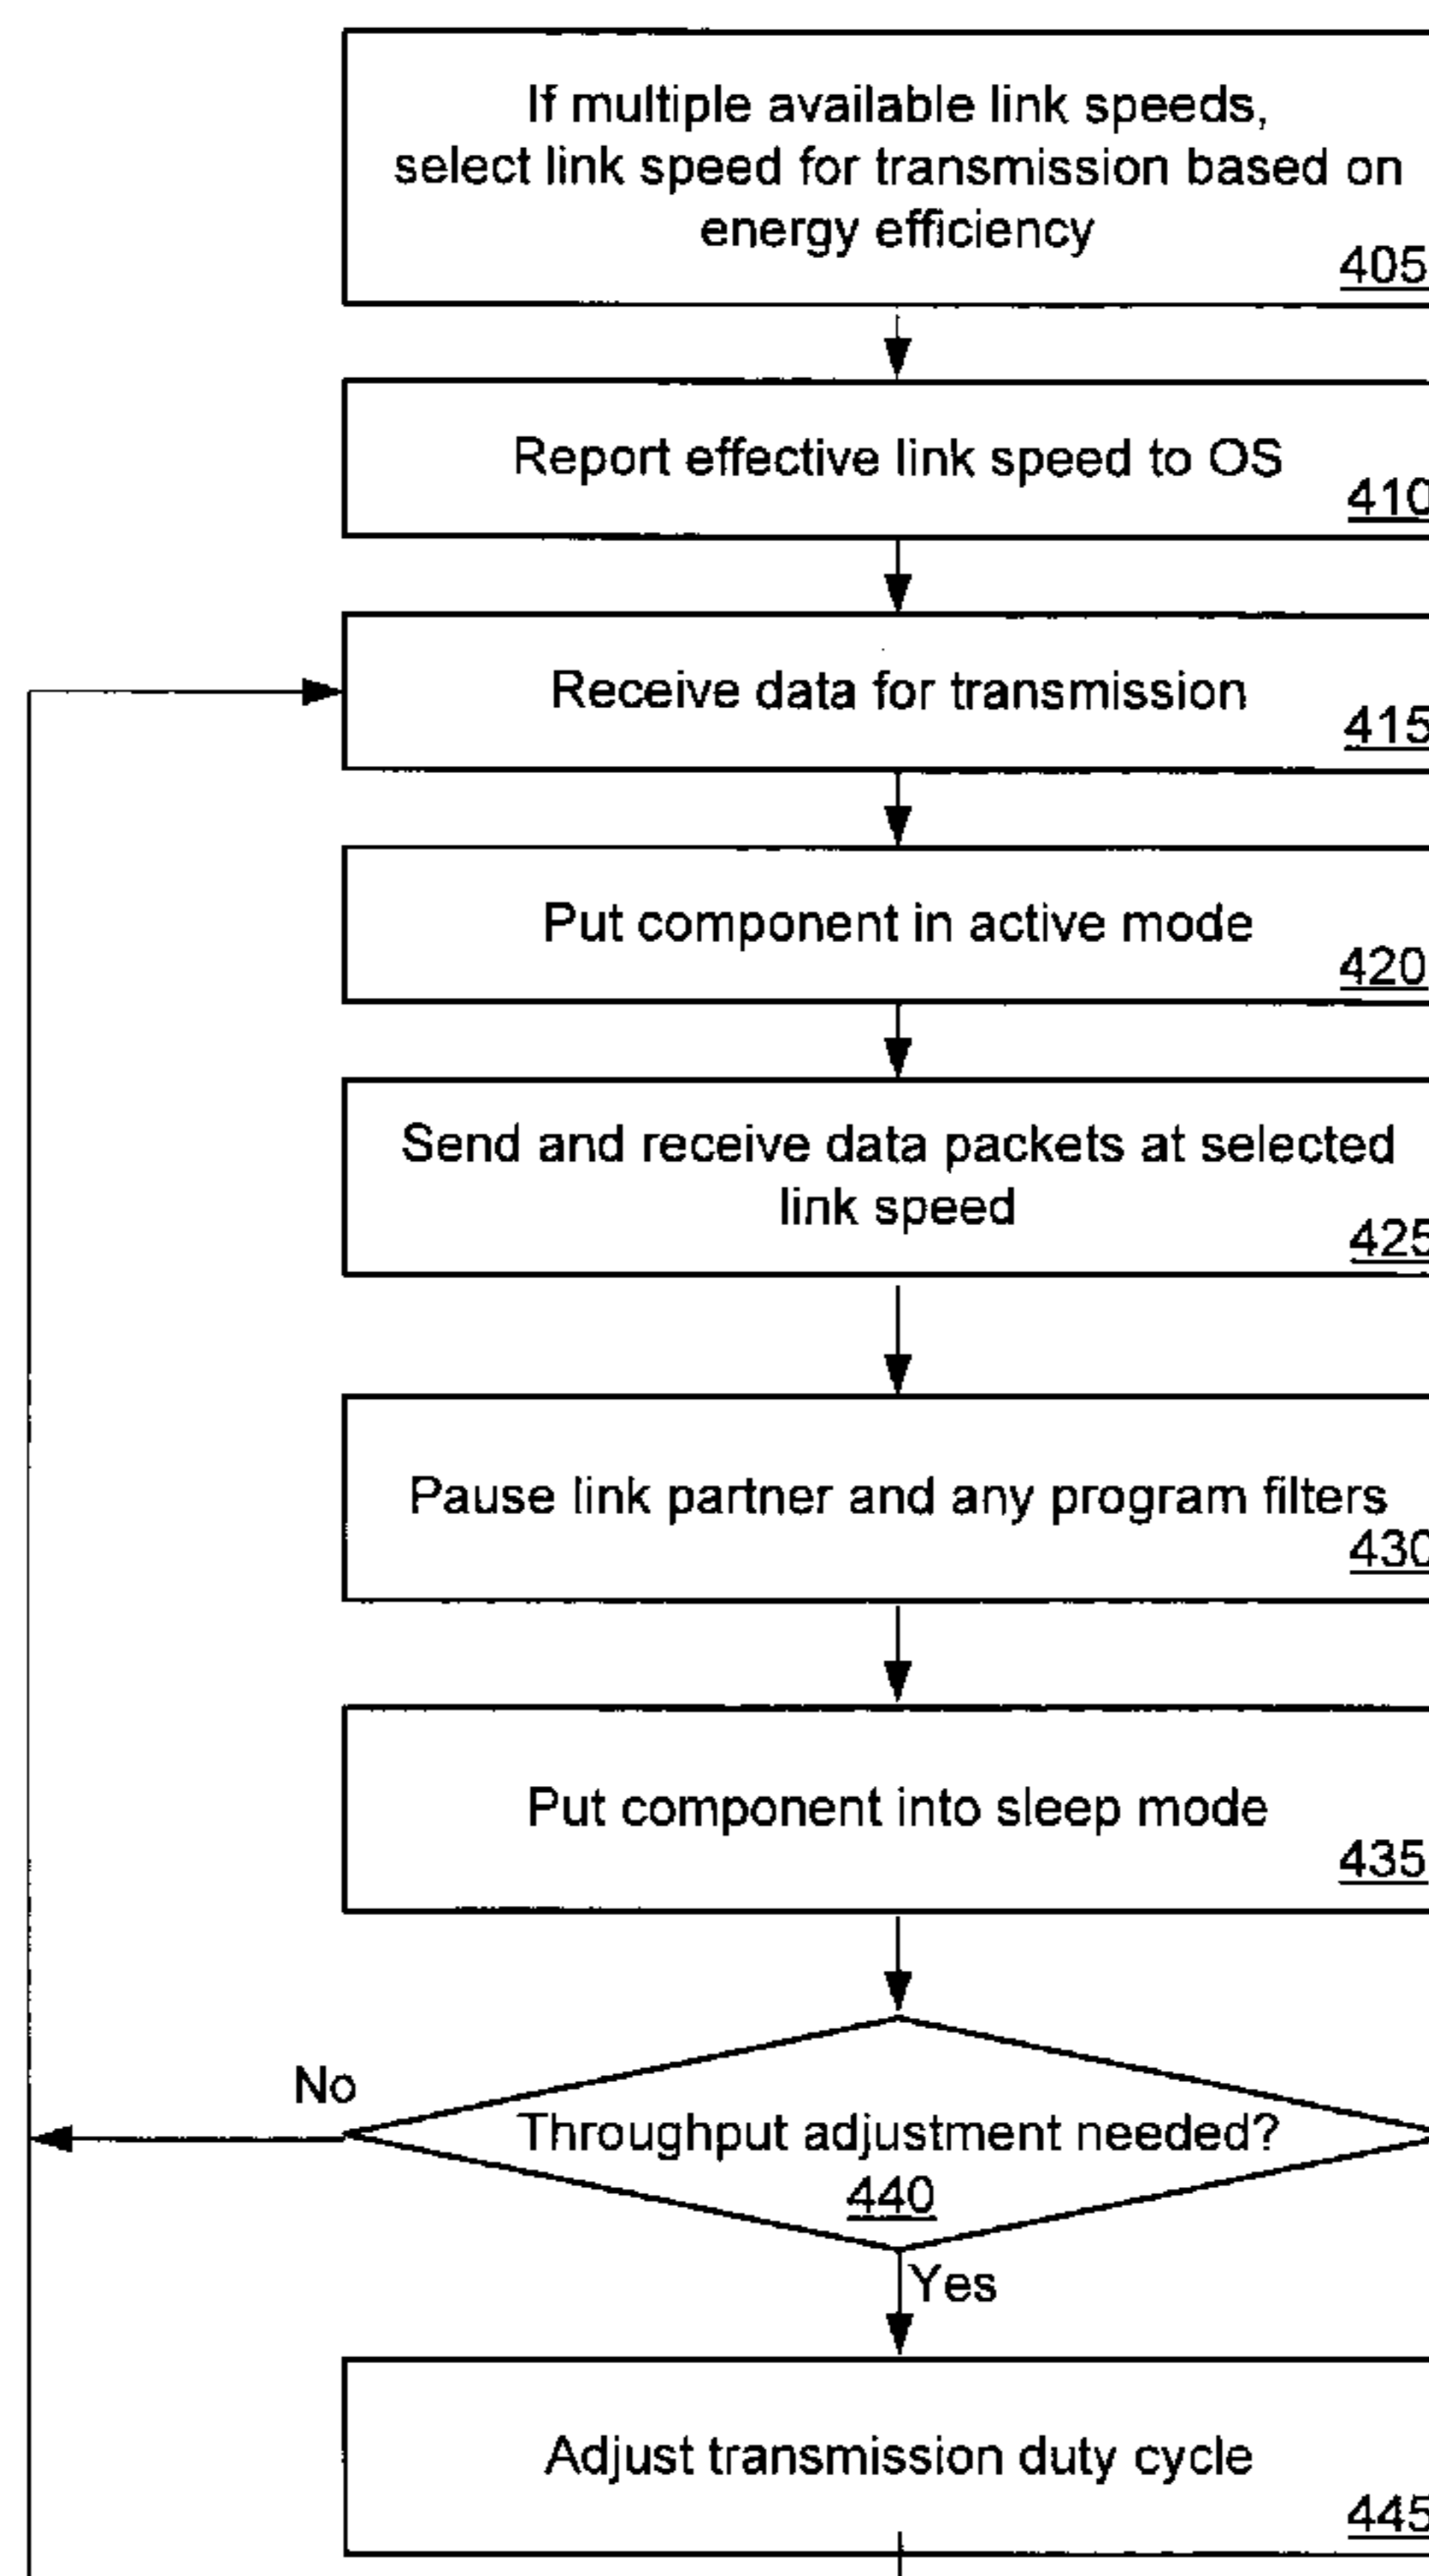 If multiple available link speeds,
select link speed for transmission based on
energy efficiency
405
Report effective link speed to OS
410
Receive data for transmission
415
Put component in active mode
420
Send and receive data packets at selected
link speed
425
Pause link partner and any program filters
430
Put component into sleep mode
435
No
Throughput adjustment needed?
440
Yes
Adjust transmission duty cycle
445